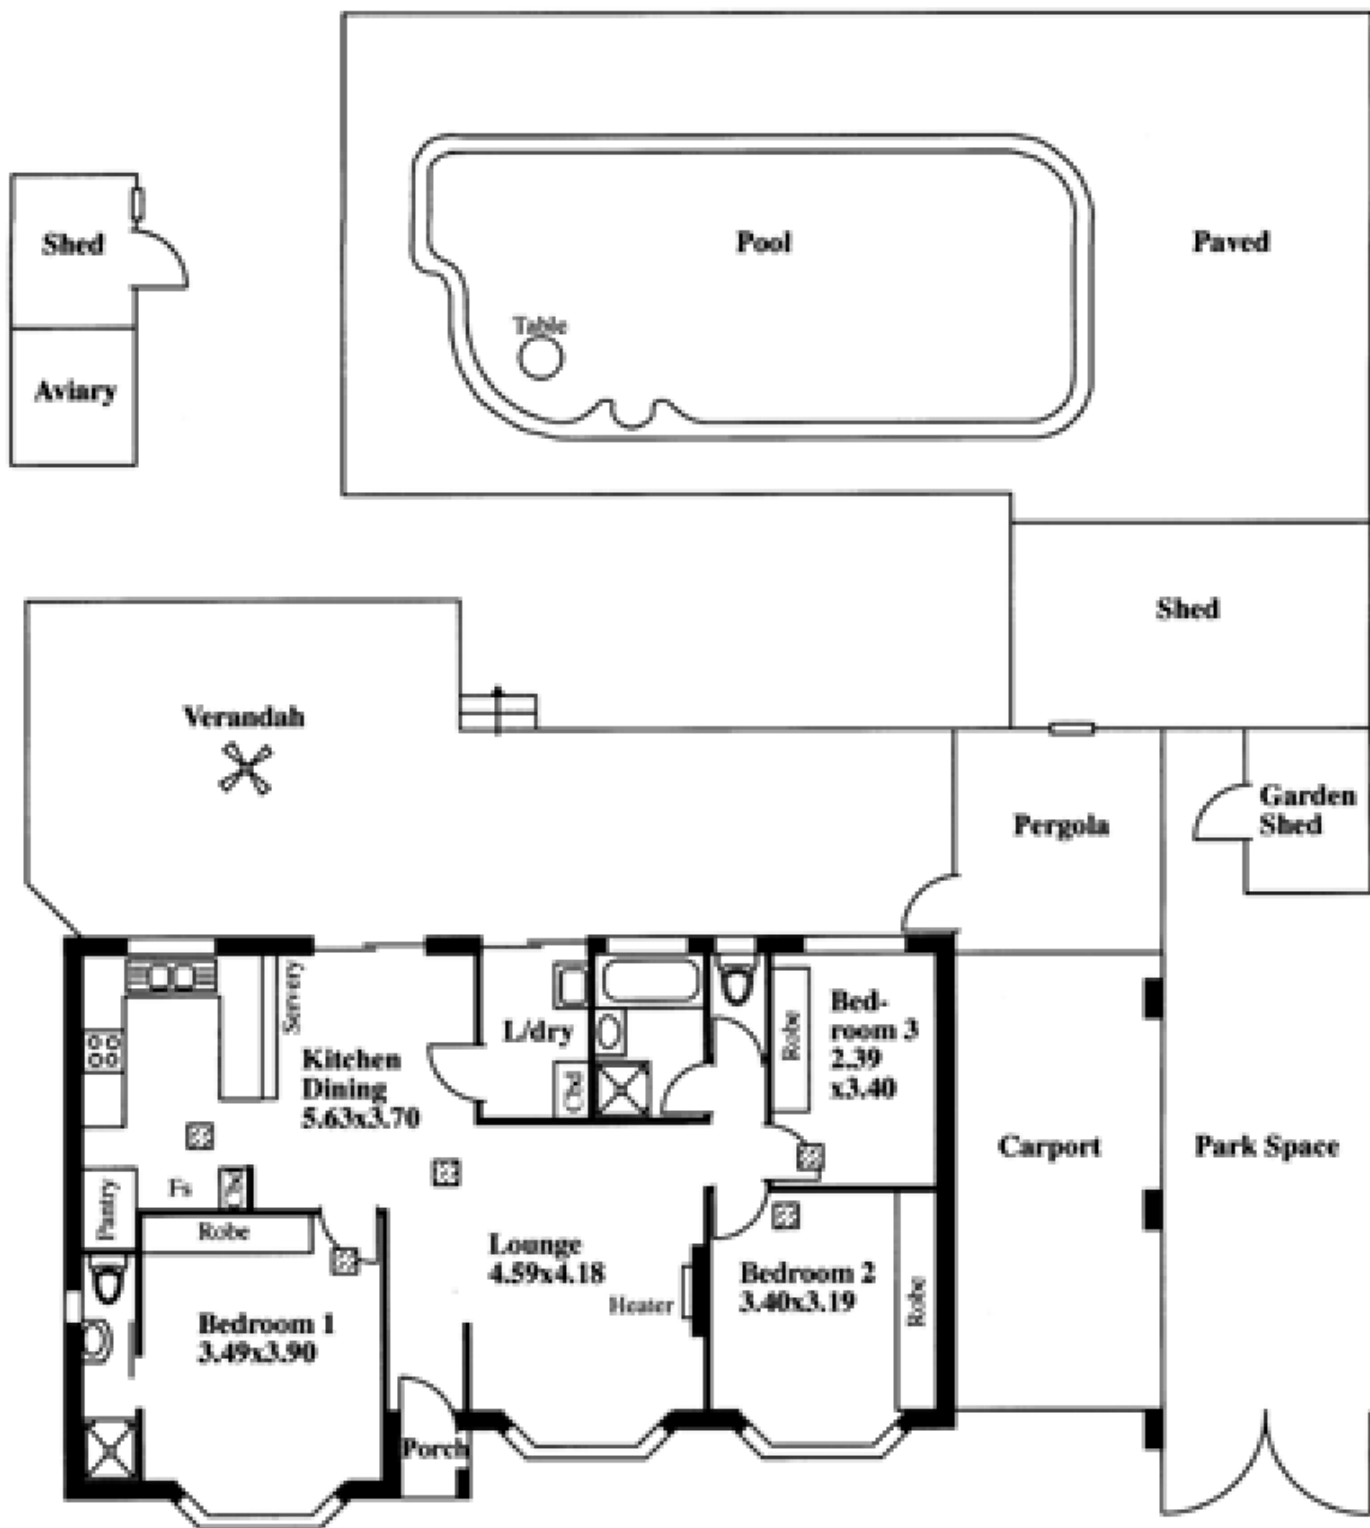 Shed
Pool
Paved
Table
Aviary
Shed
Verandah
Garden
Shed
Pergola
Servery
L/dry
Kitchen
Dining
5.63x3.70
Cbd
Robe
Bed-
room 3
2.39
x3.40
Carport
Park Space
Pantry
Fs
Cbd
Robe
Lounge
4.59x4.18
Heater
Bedroom 2
3.40x3.19
Robe
Bedroom 1
3.49x3.90
Porch